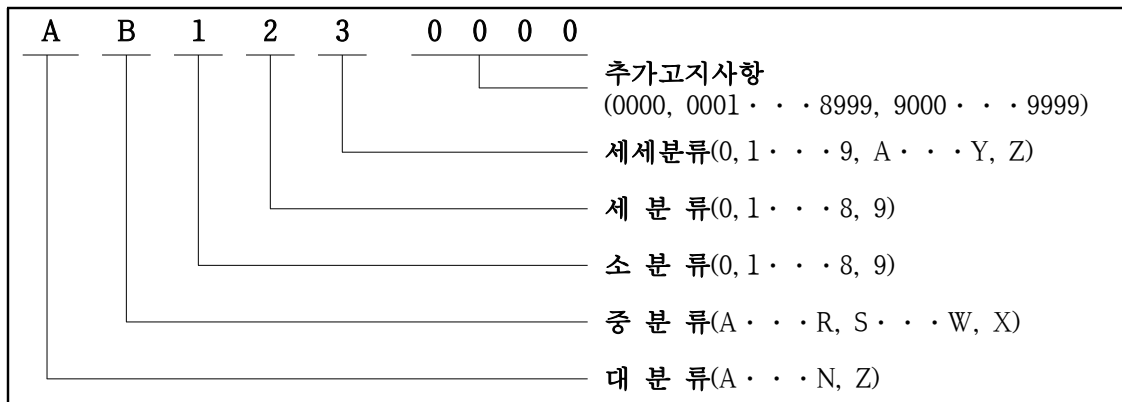 A B 1 2 3 0 0 0 0
추가고지사항
(0000, 0001・・・8999, 9000・・・9999)
세세분류(0, 1・・・9, A・・・Y, Z)
세 분 류(0, 1・・・8, 9)
소 분 류(0, 1・・・8, 9)
중 분 류(A・・・R, S・・・W, X)
대 분 류(A・・・N, Z)